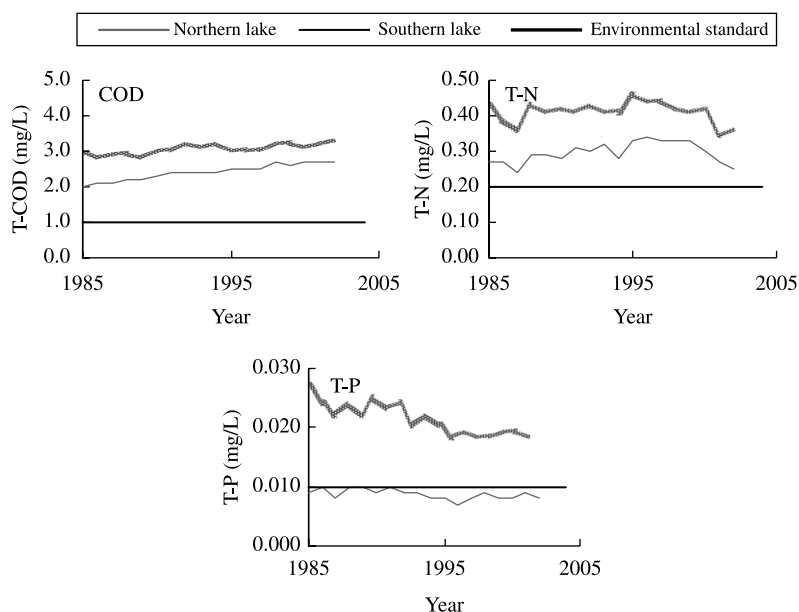 Northern lake Southern lake Environmental standard
COD
T-COD (mg/L)
5.0
4.0
3.0
2.0
1.0
0.0
1985 1995 2005
Year
T-N
T-N (mg/L)
0.50
0.40
0.30
0.20
0.10
0.00
1985 1995 2005
Year
T-P
T-P (mg/L)
0.030
0.020
0.010
0.000
1985 1995 2005
Year